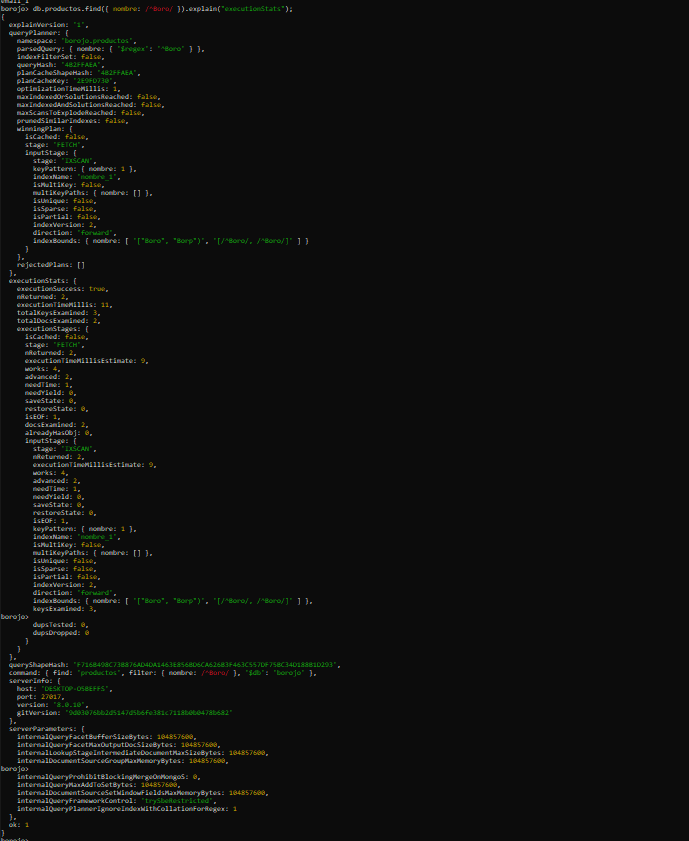 email_1
borojo> db.productos.find({ nombre: /^Boro/ }).explain("executionStats");
{
  explainVersion: '1',
  queryPlanner: {
    namespace: 'borojo.productos',
    parsedQuery: { nombre: { '$regex': '^Boro' } },
    indexFilterSet: false,
    queryHash: '4B2FFAEA',
    planCacheShapeHash: '4B2FFAEA',
    planCacheKey: '2E9FD730',
    optimizationTimeMillis: 1,
    maxIndexedOrSolutionsReached: false,
    maxIndexedAndSolutionsReached: false,
    maxScansToExplodeReached: false,
    prunedSimilarIndexes: false,
    winningPlan: {
      isCached: false,
      stage: 'FETCH',
      inputStage: {
        stage: 'IXSCAN',
        keyPattern: { nombre: 1 },
        indexName: 'nombre_1',
        isMultiKey: false,
        multiKeyPaths: { nombre: [] },
        isUnique: false,
        isSparse: false,
        isPartial: false,
        indexVersion: 2,
        direction: 'forward',
        indexBounds: { nombre: [ '["Boro", "Borp")', '[/^Boro/, /^Boro/]' ] }
      }
    },
    rejectedPlans: []
  },
  executionStats: {
    executionSuccess: true,
    nReturned: 2,
    executionTimeMillis: 11,
    totalKeysExamined: 3,
    totalDocsExamined: 2,
    executionStages: {
      isCached: false,
      stage: 'FETCH',
      nReturned: 2,
      executionTimeMillisEstimate: 9,
      works: 4,
      advanced: 2,
      needTime: 1,
      needYield: 0,
      saveState: 0,
      restoreState: 0,
      isEOF: 1,
      docsExamined: 2,
      alreadyHasObj: 0,
      inputStage: {
        stage: 'IXSCAN',
        nReturned: 2,
        executionTimeMillisEstimate: 9,
        works: 4,
        advanced: 2,
        needTime: 1,
        needYield: 0,
        saveState: 0,
        restoreState: 0,
        isEOF: 1,
        keyPattern: { nombre: 1 },
        indexName: 'nombre_1',
        isMultiKey: false,
        multiKeyPaths: { nombre: [] },
        isUnique: false,
        isSparse: false,
        isPartial: false,
        indexVersion: 2,
        direction: 'forward',
        indexBounds: { nombre: [ '["Boro", "Borp")', '[/^Boro/, /^Boro/]' ] },
        keysExamined: 3,
borojo>
        dupsTested: 0,
        dupsDropped: 0
      }
    }
  },
  queryShapeHash:
  command: { find: 'productos', filter: { nombre: /^Boro/ }, '$db': 'borojo' },
  serverInfo: {
    host:
    port: 27017,
    version: '8.0.10',
    gitVersion:
  },
  serverParameters: {
    internalQueryFacetBufferSizeBytes: 104857600,
    internalQueryFacetMaxOutputDocSizeBytes: 104857600,
    internalLookupStageIntermediateDocumentMaxSizeBytes: 104857600,
    internalDocumentSourceGroupMaxMemoryBytes: 104857600,
borojo>
    internalQueryProhibitBlockingMergeOnMongoS: 0,
    internalQueryMaxAddToSetBytes: 104857600,
    internalDocumentSourceSetWindowFieldsMaxMemoryBytes: 104857600,
    internalQueryFrameworkControl: 'trySbeRestricted',
    internalQueryPlannerIgnoreIndexWithCollationForRegex: 1
  },
  ok: 1
}
borojo>